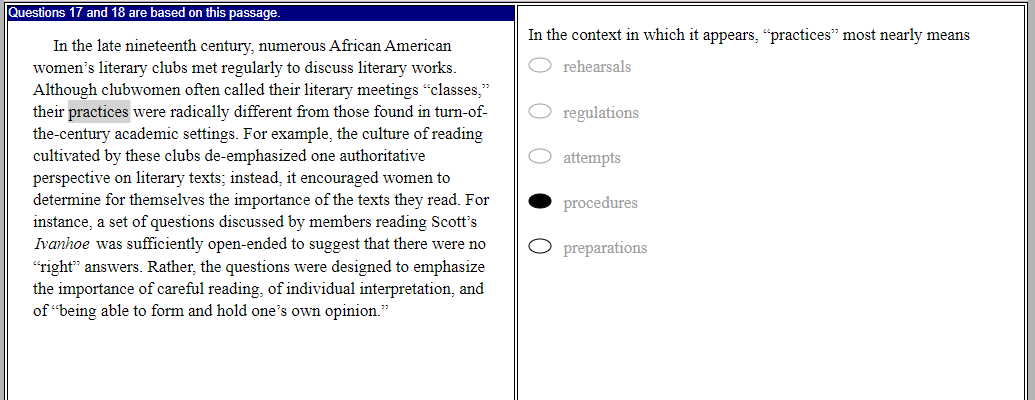 Questions 17 and 18 are based on this passage.
In the late nineteenth century, numerous African American
women’s literary clubs met regularly to discuss literary works.
Although clubwomen often called their literary meetings “classes,”
their practices were radically different from those found in turn-of-
the-century academic settings. For example, the culture of reading
cultivated by these clubs de-emphasized one authoritative
perspective on literary texts; instead, it encouraged women to
determine for themselves the importance of the texts they read. For
instance, a set of questions discussed by members reading Scott’s
Ivanhoe was sufficiently open-ended to suggest that there were no
“right” answers. Rather, the questions were designed to emphasize
the importance of careful reading, of individual interpretation, and
of “being able to form and hold one’s own opinion.”
In the context in which it appears, “practices” most nearly means
rehearsals
regulations
attempts
procedures
preparations